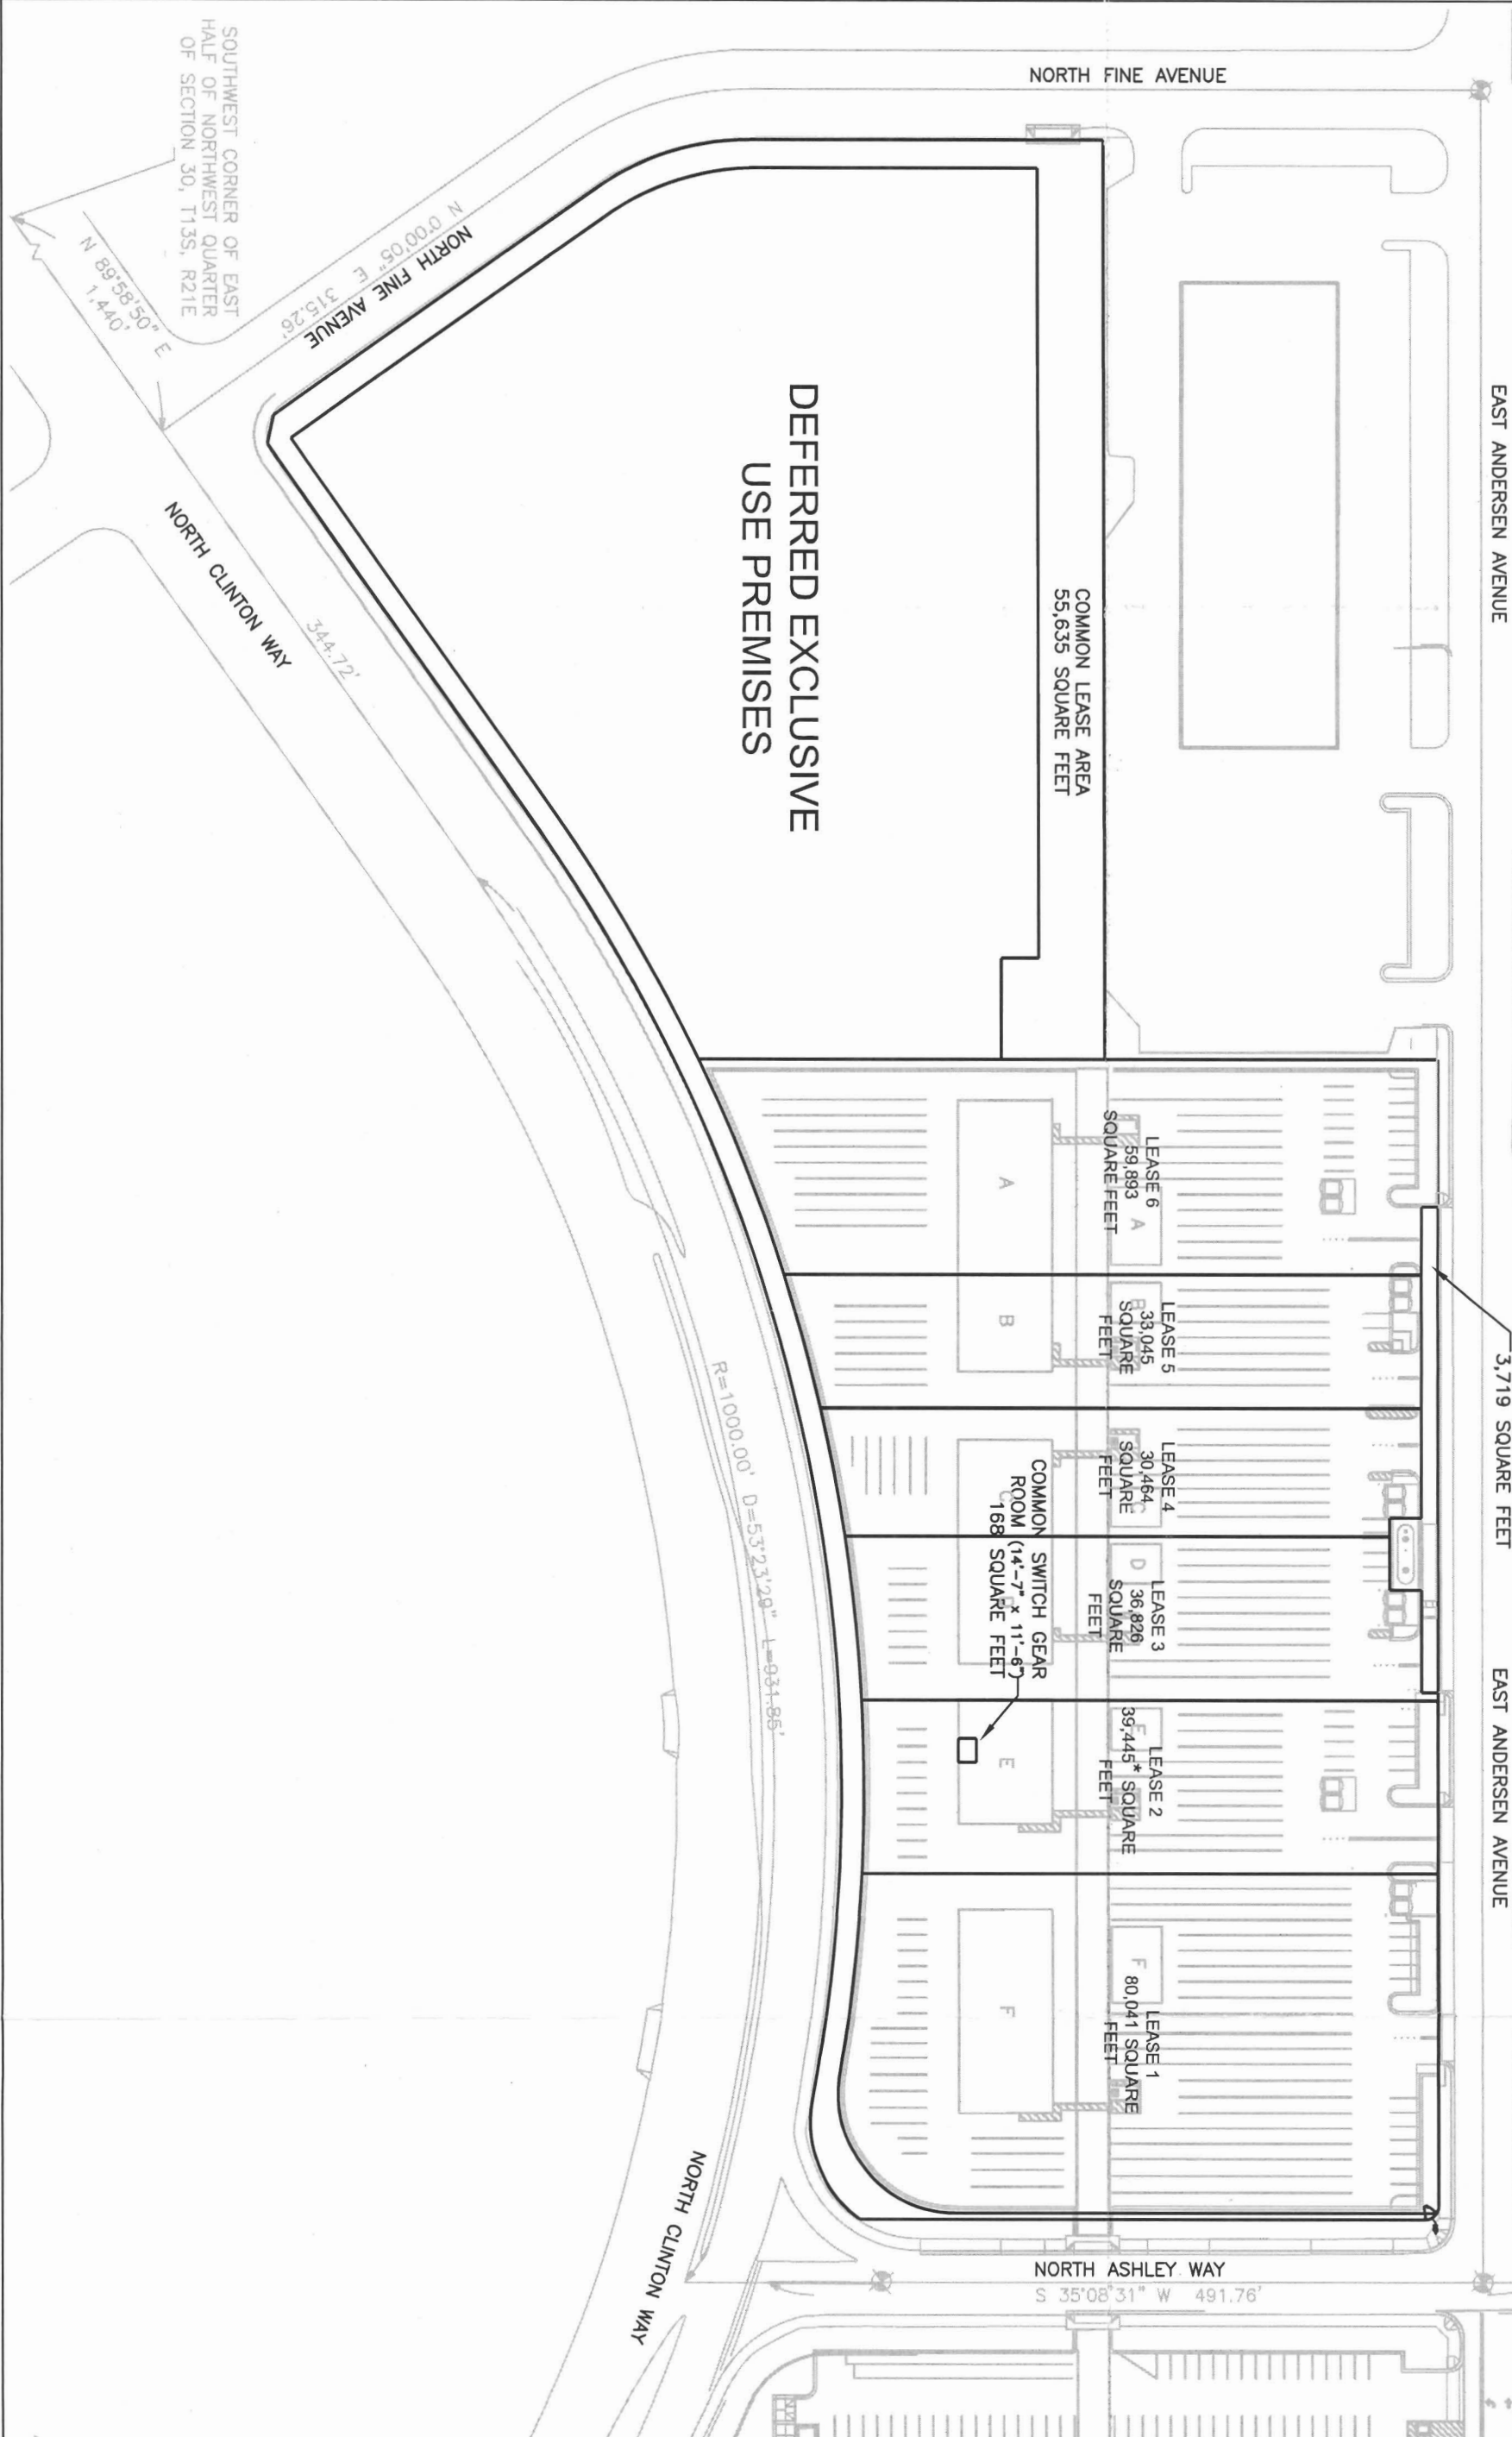 EAST ANDERSEN AVENUE
3,719 SQUARE FEET
EAST ANDERSEN AVENUE
NORTH FINE AVENUE
COMMON LEASE AREA
55,635 SQUARE FEET
DEFERRED EXCLUSIVE
USE PREMISES
LEASE 6
59,893
SQUARE FEET
A
A
LEASE 5
33,045
SQUARE
FEET
B
B
LEASE 4
30,464
SQUARE
FEET
C
C
LEASE 3
36,826
SQUARE
FEET
D
D
COMMON SWITCH GEAR
ROOM (14'-7" x 11'-6")
168 SQUARE FEET
LEASE 2
39,445* SQUARE
FEET
E
E
LEASE 1
80,041 SQUARE
FEET
F
F
NORTH ASHLEY WAY
S 35°08'31" W 491.76'
NORTH FINE AVENUE
N 0°00'05" E 315.26'
SOUTHWEST CORNER OF EAST
HALF OF NORTHWEST QUARTER
OF SECTION 30, T13S, R21E
N 89°58'50" E
1,440'
NORTH CLINTON WAY
344.72'
R=1000.00' D=53°23'29" L=931.85'
NORTH CLINTON WAY